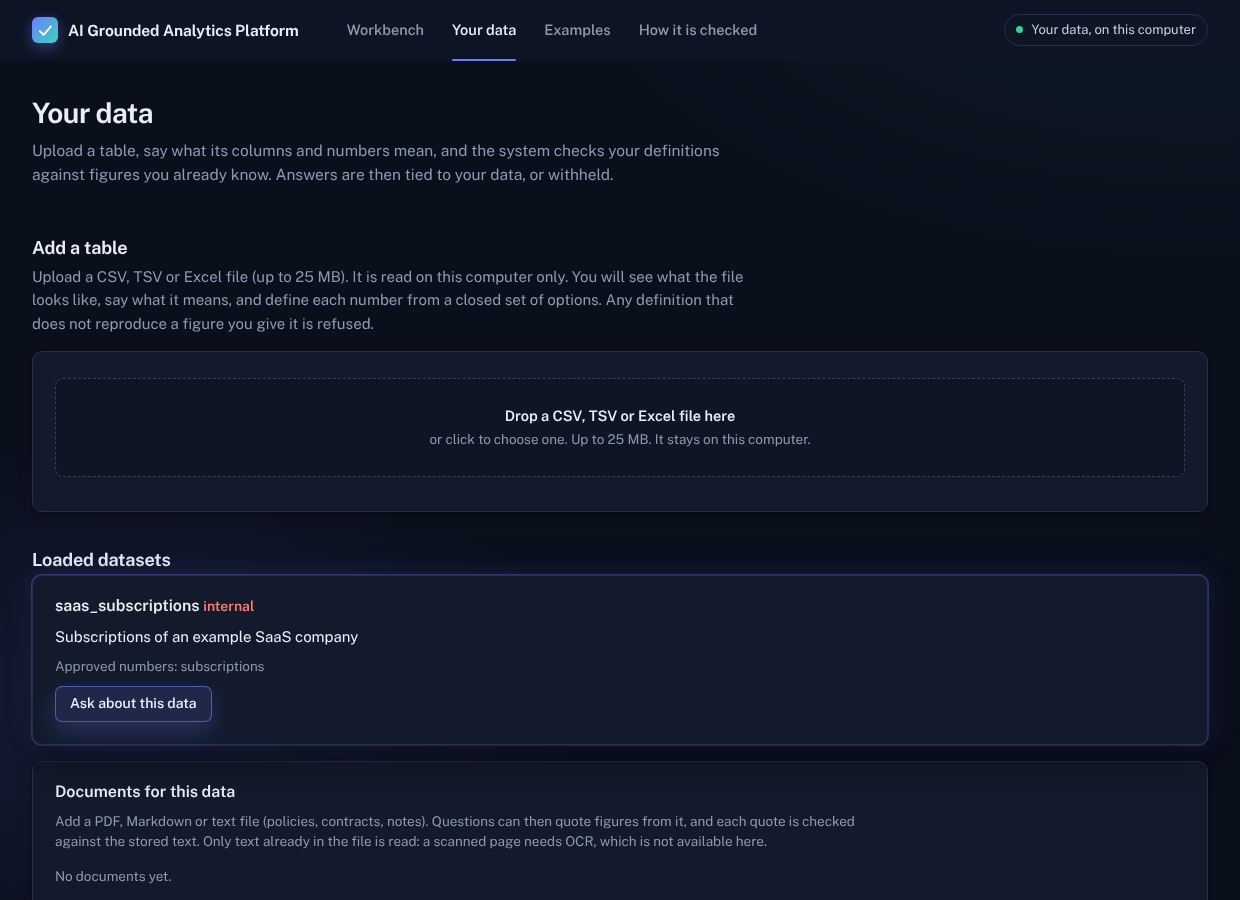 AI Grounded Analytics Platform
Workbench
Your data
Examples
How it is checked
Your data, on this computer
Your data
Upload a table, say what its columns and numbers mean, and the system checks your definitions
against figures you already know. Answers are then tied to your data, or withheld.
Add a table
Upload a CSV, TSV or Excel file (up to 25 MB). It is read on this computer only. You will see what the file
looks like, say what it means, and define each number from a closed set of options. Any definition that
does not reproduce a figure you give it is refused.
Drop a CSV, TSV or Excel file here
or click to choose one. Up to 25 MB. It stays on this computer.
Loaded datasets
saas_subscriptions internal
Subscriptions of an example SaaS company
Approved numbers: subscriptions
Ask about this data
Documents for this data
Add a PDF, Markdown or text file (policies, contracts, notes). Questions can then quote figures from it, and each quote is checked
against the stored text. Only text already in the file is read: a scanned page needs OCR, which is not available here.
No documents yet.